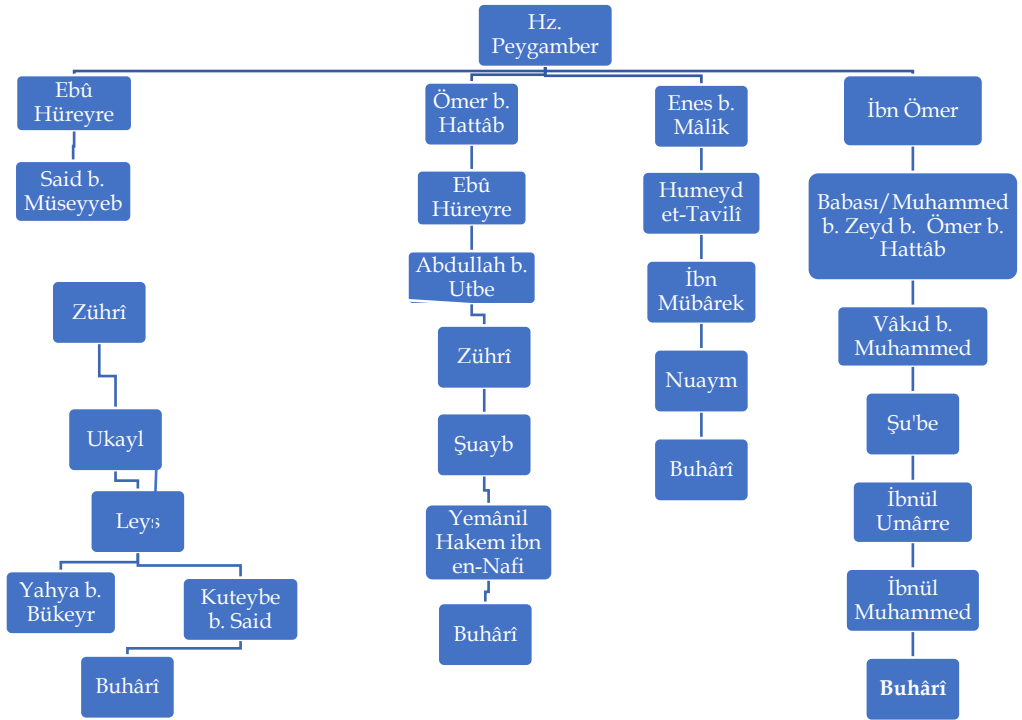 Hz.
Peygamber
Ebû
Hüreyre
Said b.
Müseyyeb
Zührî
Ukayl
Leys
Yahya b.
Bükeyr
Kuteybe
b. Said
Buhârî
Ömer b.
Hattâb
Ebû
Hüreyre
Abdullah b.
Utbe
Zührî
Şuayb
Yemânil
Hakem ibn
en-Nafi
Buhârî
Enes b.
Mâlik
Humeyd
et-Tavilî
İbn
Mübârek
Nuaym
Buhârî
İbn Ömer
Babası/Muhammed
b. Zeyd b. Ömer b.
Hattâb
Vâkıd b.
Muhammed
Şu'be
İbnül
Umârre
İbnül
Muhammed
Buhârî